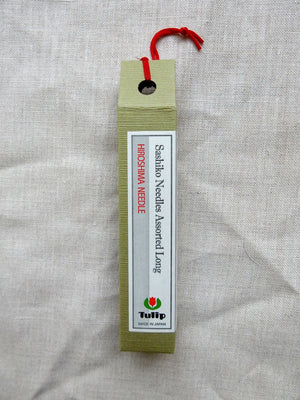 Sashiko Needles Assorted Long
HIROSHIMA NEEDLE
Tulip
MADE IN JAPAN